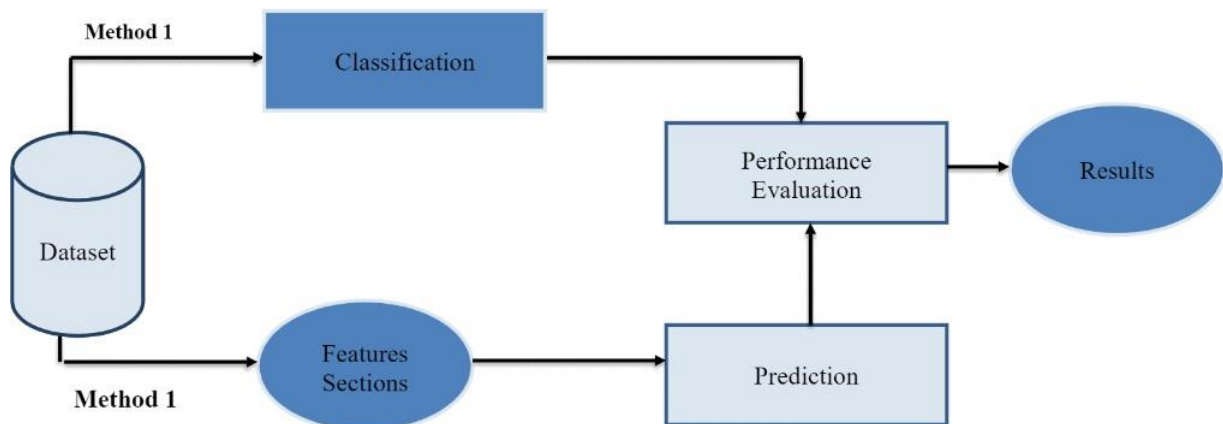 Method 1
Classification
Performance
Evaluation
Results
Dataset
Features
Sections
Prediction
Method 1